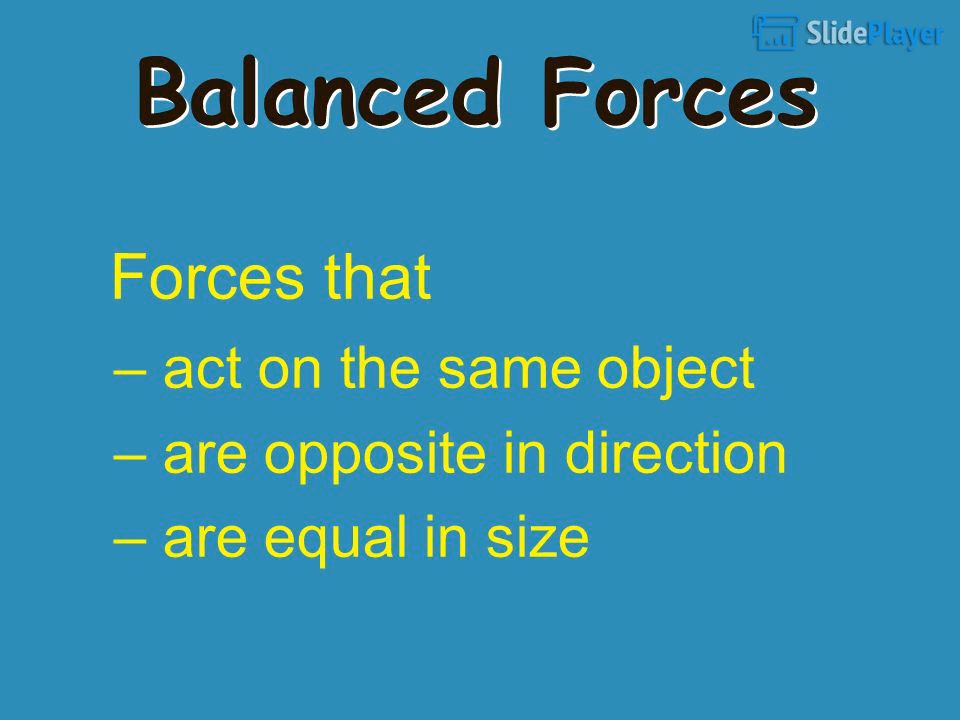 SlidePlayer
Balanced Forces
Forces that
– act on the same object
– are opposite in direction
– are equal in size